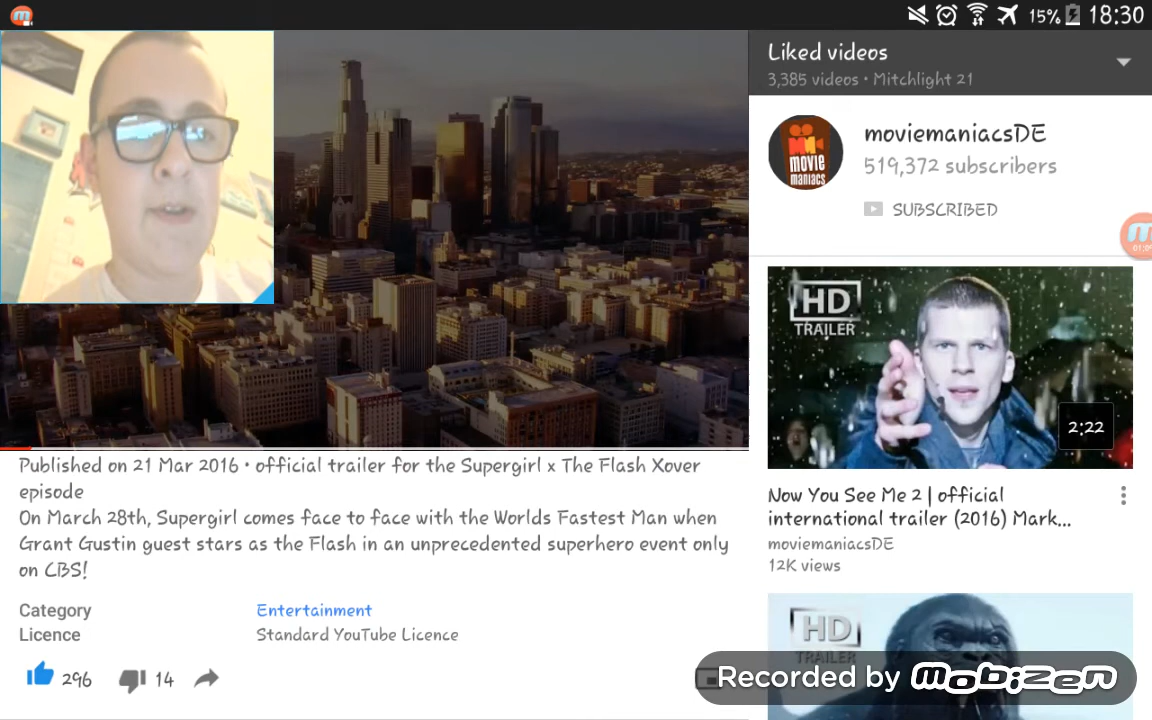 15% 18:30
Liked videos
3,385 videos • Mitchlight 21
MOVIE
MANIACS
moviemaniacsDE
519,372 subscribers
SUBSCRIBED
01:09
HD
TRAILER
2:22
Now You See Me 2 | official
international trailer (2016) Mark...
moviemaniacsDE
12K views
Published on 21 Mar 2016 • official trailer for the Supergirl x The Flash Xover
episode
On March 28th, Supergirl comes face to face with the Worlds Fastest Man when
Grant Gustin guest stars as the Flash in an unprecedented superhero event only
on CBS!
Category Entertainment
Licence Standard YouTube Licence
296 14
HD
TRAILER
Recorded by mobizen